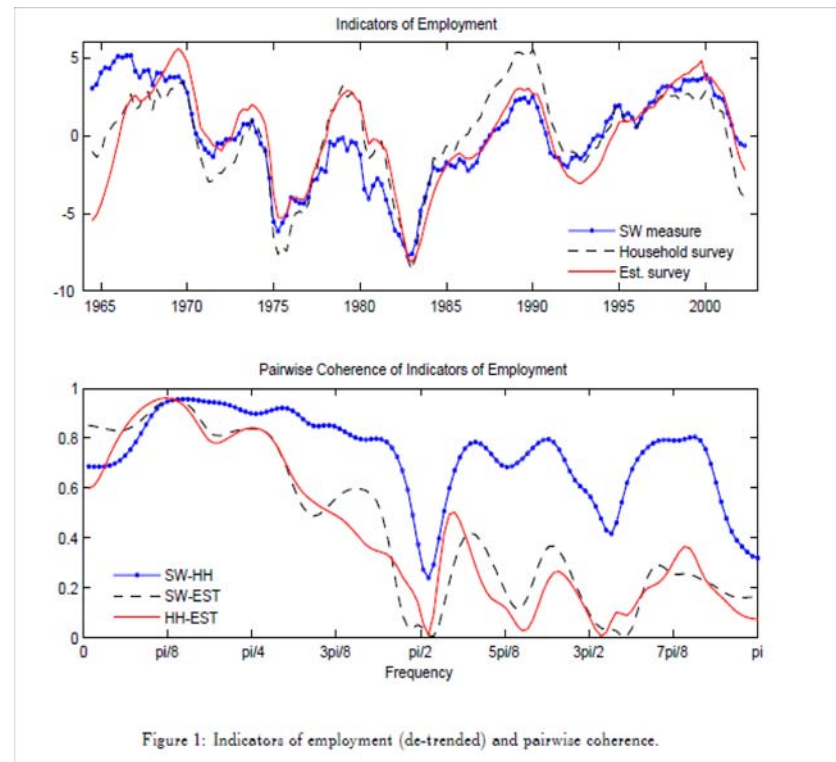 Indicators of Employment
5
0
-5
-10
1965 1970 1975 1980 1985 1990 1995 2000
SW measure
Household survey
Est. survey
Pairwise Coherence of Indicators of Employment
1
0.8
0.6
0.4
0.2
0
SW-HH
SW-EST
HH-EST
0 pi/8 pi/4 3pi/8 pi/2 5pi/8 3pi/2 7pi/8 pi
Frequency
Figure 1: Indicators of employment (de-trended) and pairwise coherence.